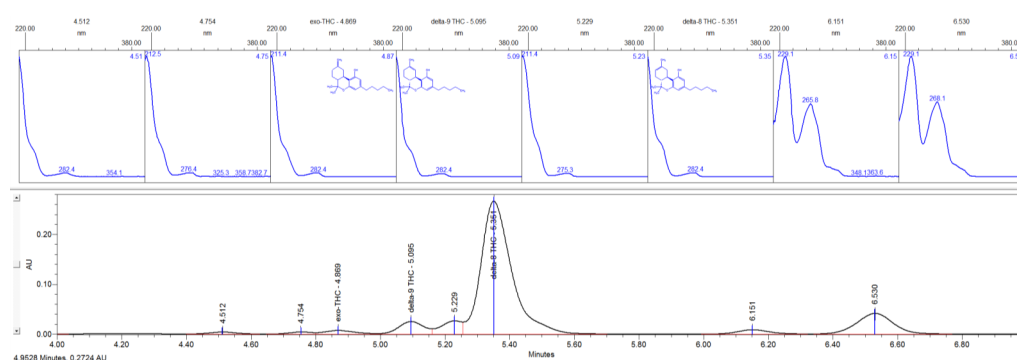 4.512 4.754 exo-THC - 4.869 delta-9 THC - 5.095 5.229 delta-8 THC - 5.351 6.151 6.530
220.00 220.00 220.00 220.00 220.00 220.00 220.00 220.00
nm nm nm nm nm nm nm nm
380.00 380.00 380.00 380.00 380.00 380.00 380.00
4.51 212.5 4.75 211.4 4.87 5.09 211.4 5.23 5.35 229.1 6.15 229.1
265.8 268.1
282.4 354.1 276.4 325.3 358.7382.7 282.4 282.4 275.3 282.4 348.1363.6
0.20
0.10
0.00
AU
4.512
4.754
exo-THC - 4.869
delta-9 THC - 5.095
5.229
delta-8 THC - 5.351
6.151
6.530
4.00 4.20 4.40 4.60 4.80 5.00 5.20 5.40 5.60 5.80 6.00 6.20 6.40 6.60 6.80
Minutes
4.9528 Minutes, 0.2724 AU